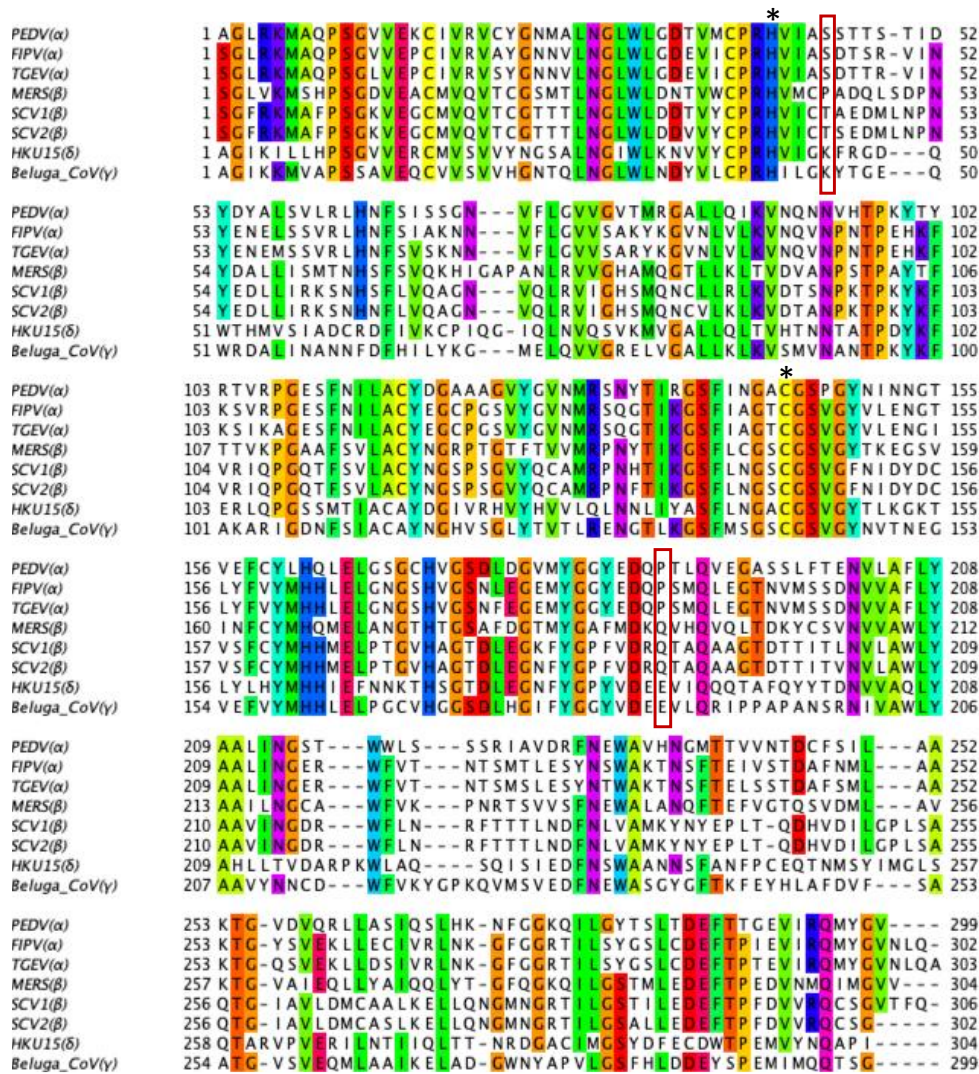 *
PEDV(α) 1 AGLRKMAQPSGVVEKCIVRVCYGNMALNGLWLGDTVMCPRHVIASSTTS-TID 52
FIPV(α) 1 SGLRKMAQPSGVVEPCIVRVAYGNNVLNGLWLGDEVICPRHVIASDTSR-VIN 52
TGEV(α) 1 SGLRKMAQPSGLVEPCIVRVSYGNNVLNGLWLGDEVICPRHVIASDTTR-VIN 52
MERS(β) 1 SGLVKMSHPSGDVEACMVQVTCGSMTLNGLWLDNTVWCPRHVMCPADQLSDPN 53
SCV1(β) 1 SGFRKMAFPSGKVEGCMVQVTCGTTTLNGLWLDDTVYCPRHVICTAEDMLNPN 53
SCV2(β) 1 SGFRKMAFPSGKVEGCMVQVTCGTTTLNGLWLDDVVYCPRHVICTSEDMLNPN 53
HKU15(δ) 1 AGIKILLHPSGVVERCMVSVVYNGSALNGIWLKNVVYCPRHVIGKFRGD---Q 50
Beluga_CoV(γ) 1 AGIKKMVAPSSAVEQCVVSVVHGNTQLNGLWLNDYVLCPRHILGKYTGE---Q 50
PEDV(α) 53 YDYALSVLRLHNFSISSGN---VFLGVVGVTMRGALLQIKVNQNNVHTPKYTY 102
FIPV(α) 53 YENELSSVRLHNFSIAKNN---VFLGVVSAKYKGVNLVLKVNQVNPNTPEHKF 102
TGEV(α) 53 YENEMSSVRLHNFSVSKNN---VFLGVVSARYKGVNLVLKVNQVNPNTPEHKF 102
MERS(β) 54 YDALLISMTNHSFSVQKHIGAPANLRVVGHAMQGTLLKLTVDVANPSTPAYTF 106
SCV1(β) 54 YEDLLIRKSNHSFLVQAGN---VQLRVIGHSMQNCLLRLKVDTSNPKTPKYKF 103
SCV2(β) 54 YEDLLIRKSNHNFLVQAGN---VQLRVIGHSMQNCVLKLKVDTANPKTPKYKF 103
HKU15(δ) 51 WTHMVSIADCRDFIVKCPIQG-IQLNVQSVKMVGALLQLTVHTNNTATPDYKF 102
Beluga_CoV(γ) 51 WRDALINANNFDFHILYKG---MELQVVGRELVGALLKLKVSMVNANTPKYKF 100
*
PEDV(α) 103 RTVRPGESFNILACYDGAAAGVYGVNMRSNYTIRGSFINGACGSPGYNINNGT 155
FIPV(α) 103 KSVRPGESFNILACYEGCPGSVYGVNMRSQGTIKGSFIAGTCGSVGYVLENGI 155
TGEV(α) 103 KSIKAGESFNILACYEGCPGSVYGVNMRSQGTIKGSFIAGTCGSVGYVLENGI 155
MERS(β) 107 TTVKPGAAFSVLACYNGRPTGTFTVVMRPNYTIKGSFLCGSCGSVGYTKEGSV 159
SCV1(β) 104 VRIQPGQTFSVLACYNGSPSGVYQCAMRPNHTIKGSFLNGSCGSVGFNIDYDC 156
SCV2(β) 104 VRIQPGQTFSVLACYNGSPSGVYQCAMRPNFTIKGSFLNGSCGSVGFNIDYDC 156
HKU15(δ) 103 ERLQPGSSMTIACAYDGIVRHVYHVVLQLNNLIYASFLNGACGSVGYTLKGKT 155
Beluga_CoV(γ) 101 AKARIGDNFSIACAYNGHVSGLYTVTLRENGTLKGSFMSGSCGSVGYNVTNEG 153
PEDV(α) 156 VEFCYLHQLELGSGCHVGSDLDGVMYGGYEDQPTLQVEGASSLFTENVLAFLY 208
FIPV(α) 156 LYFVYMHHLELGNGSHVGSNLEGEMYGGYEDQPSMQLEGTNVMSSDNVVAFLY 208
TGEV(α) 156 LYFVYMHHLELGNGSHVGSNFEGEMYGGYEDQPSMQLEGTNVMSSDNVVAFLY 208
MERS(β) 160 INFCYMHQMELANGTHTGSAFDGTMYGAFMDKQVHQVQLTDKYCSVNVVAWLY 212
SCV1(β) 157 VSFCYMHHMELPTGVHAGTDLEGKFYGPFVDRQTAQAAGTDTTITLNVLAWLY 209
SCV2(β) 157 VSFCYMHHMELPTGVHAGTDLEGNFYGPFVDRQTAQAAGTDTTITVNVLAWLY 209
HKU15(δ) 156 LYLHYMHHIEFNNKTHSGTDLEGNFYGPYVDEEVIQQQTAFQYYTDNVVAQLY 208
Beluga_CoV(γ) 154 VEFVYMHHLELPGCVHGGSDLHGIFYGGYVDEEVLQRIPPAPANSRNIVAWLY 206
PEDV(α) 209 AALINGST---WWLS---SSRIAVDRFNEWAVHNGMTTVVNTDCFSIL---AA 252
FIPV(α) 209 AALINGER---WFVT---NTSMTLESYNSWAKTNSFTEIVSTDAFNML---AA 252
TGEV(α) 209 AALINGER---WFVT---NTSMSLESYNTWAKTNSFTELSSTDAFSML---AA 252
MERS(β) 213 AAILNGCA---WFVK---PNRTSVVSFNEWALANQFTEFVGTQSVDML---AV 256
SCV1(β) 210 AAVINGDR---WFLN---RFTTTLNDFNLVAMKYNYEPLT-QDHVDILGPLSA 255
SCV2(β) 210 AAVINGDR---WFLN---RFTTTLNDFNLVAMKYNYEPLT-QDHVDILGPLSA 255
HKU15(δ) 209 AHLLTVDARPKWLAQ---SQISIEDFNSWAANNSFANFPCEQTNMSYIMGLS 257
Beluga_CoV(γ) 207 AAVYNNCD---WFVKYGPKQVMSVEDFNEWASGYGFTKFEYHLAFDVF---SA 253
PEDV(α) 253 KTG-VDVQRLLASIQSLHK-NFGGKQILGYTSLTDEFTTGEVIRQMYGV---- 299
FIPV(α) 253 KTG-YSVEKLLECIVRLNK-GFGGRTILSYGSLCDEFTPIEVIRQMYGVNLQ- 302
TGEV(α) 253 KTG-QSVEKLLDSIVRLNK-GFGGRTILSYGSLCDEFTPTEVIRQMYGVNLQA 303
MERS(β) 257 KTG-VAIEQLLYAIQQLYT-GFQGKQILGSTMLEDEFTPEDVNMQIMGVV--- 304
SCV1(β) 256 QTG-IAVLDMCAALKELLQNGMNGRTILGSTILEDEFTPFDVVRQCSGVTFQ- 306
SCV2(β) 256 QTG-IAVLDMCASLKELLQNGMNGRTILGSALLEDEFTPFDVVRQCSG----- 302
HKU15(δ) 258 QTARVPVERILNTIIQLTT-NRDGACIMGSYDFECDWTPEMVYNQAPI----- 304
Beluga_CoV(γ) 254 ATG-VSVEQMLAAIKELAD-GWNYAPVLGSFHLDDEYSPEMIMQQTSG----- 299